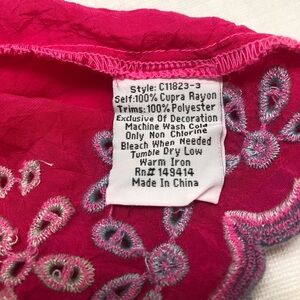 Style: C11823-3
Self:100% Cupra Rayon
Trims: 100% Polyester
Exclusive Of Decoration
Machine Wash Cold
Only Non Chlorine
Bleach When Needed
Tumble Dry Low
Warm Iron
Rn# 149414
Made In China